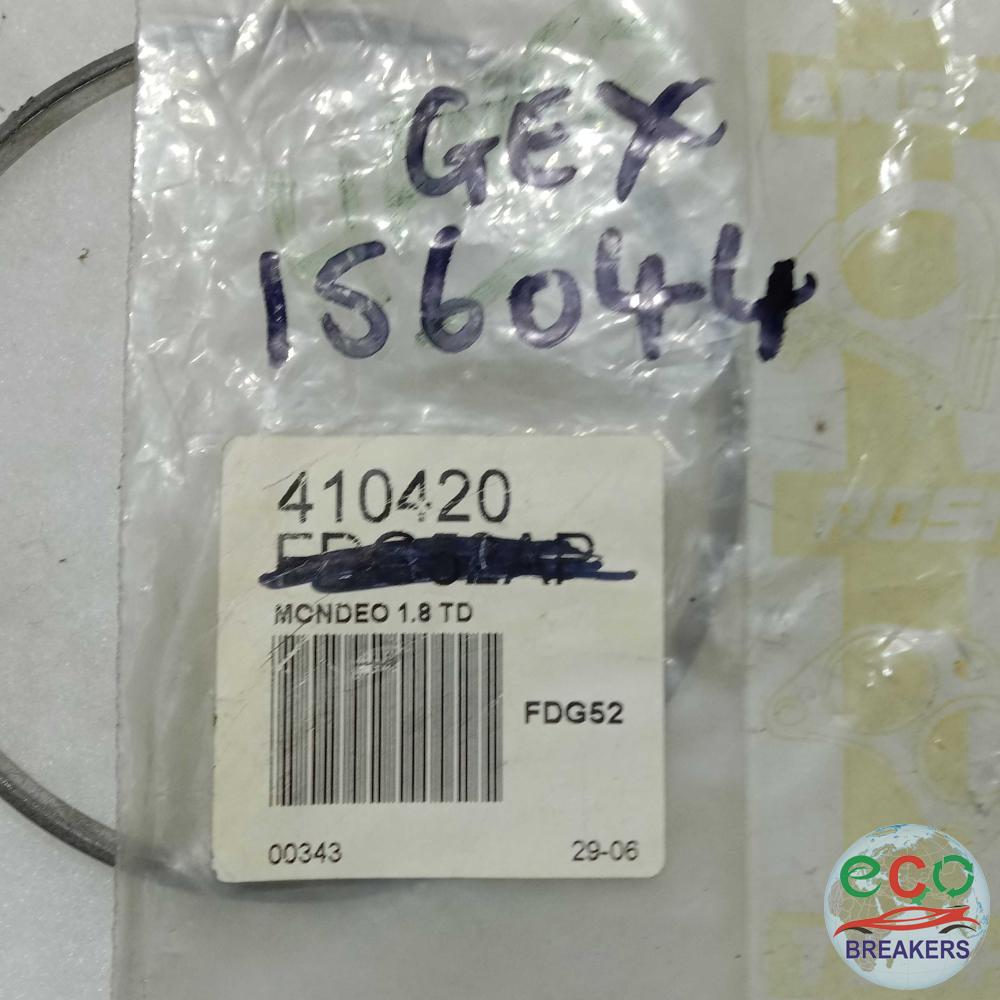 GEX
156044
410420
MONDEO 1.8 TD
FDG52
00343
29-06
eco
BREAKERS